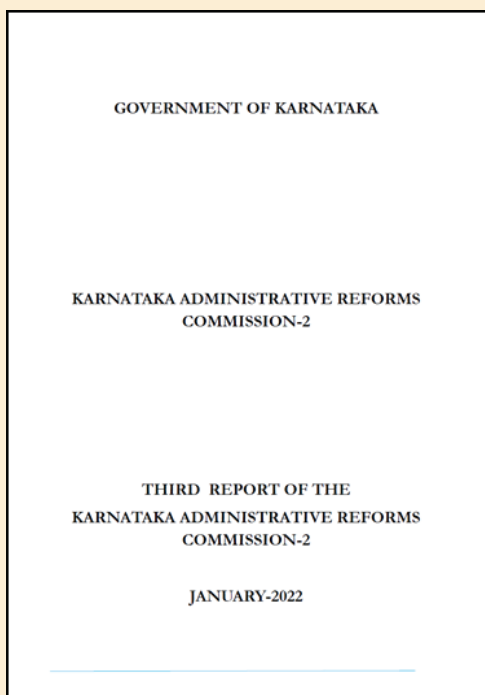 GOVERNMENT OF KARNATAKA
KARNATAKA ADMINISTRATIVE REFORMS
COMMISSION-2
THIRD REPORT OF THE
KARNATAKA ADMINISTRATIVE REFORMS
COMMISSION-2
JANUARY-2022